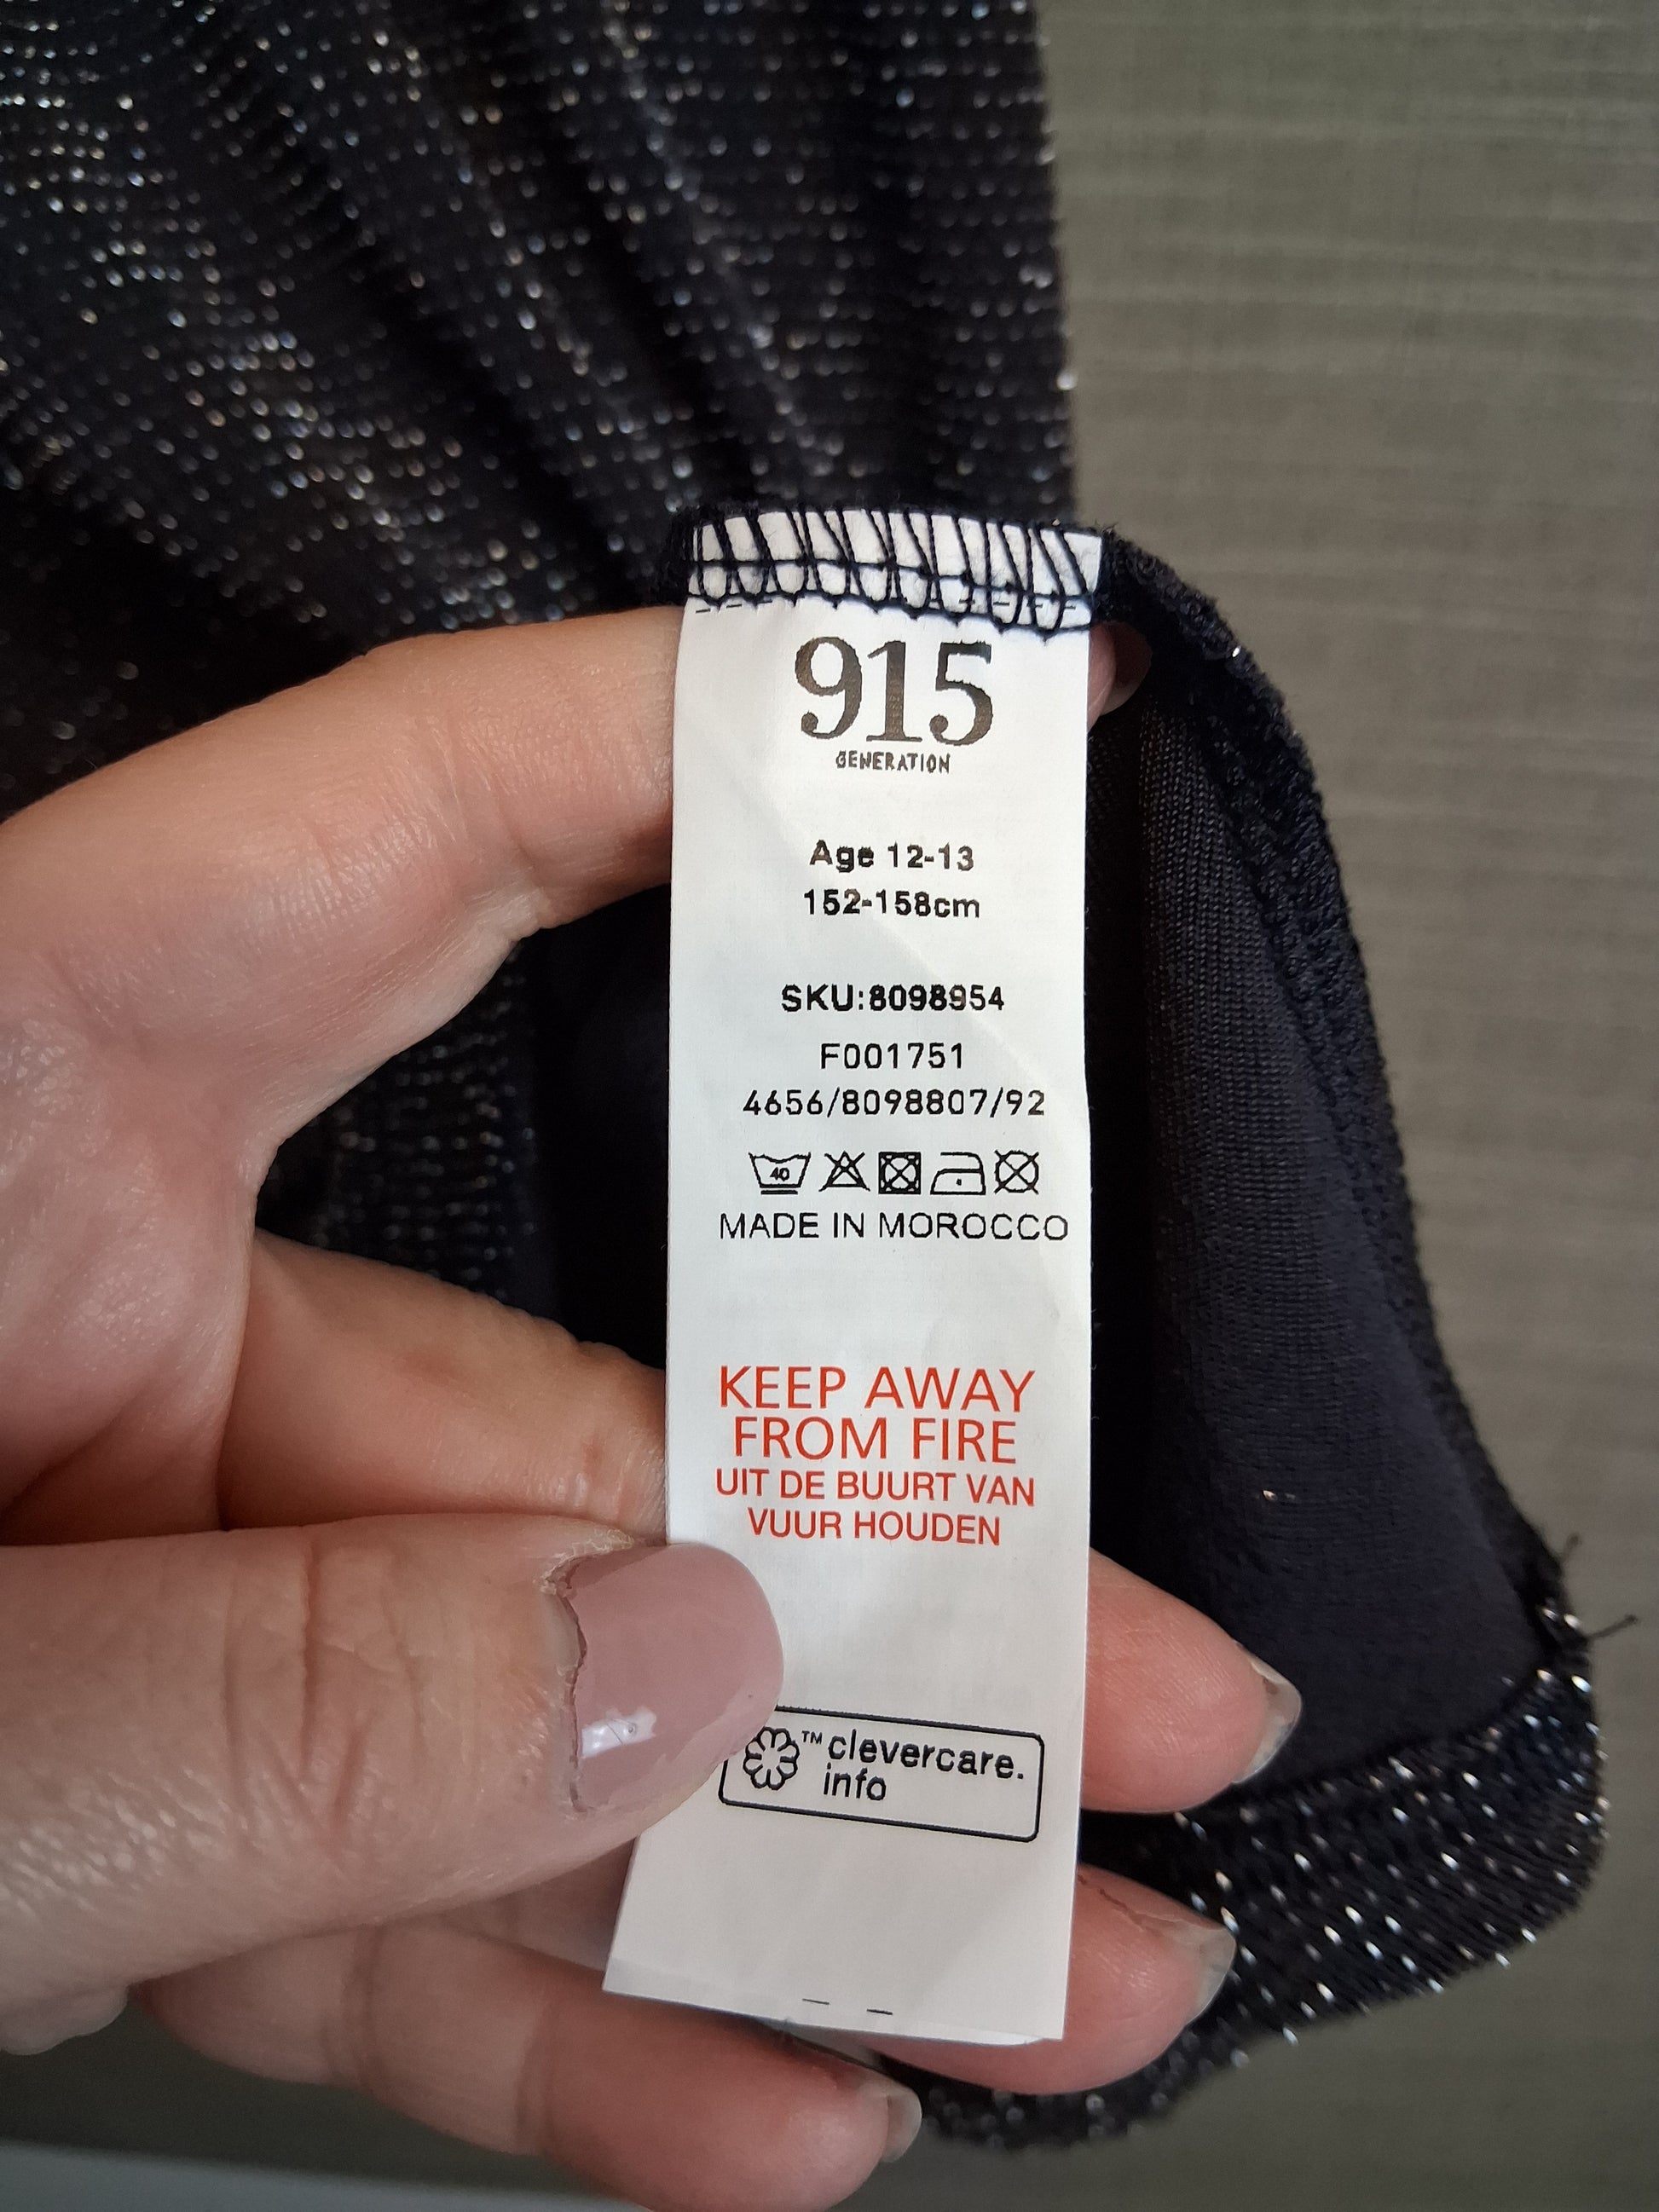 915
GENERATION
Age 12-13
152-158cm
SKU:8098954
F001751
4656/8098807/92
40
MADE IN MOROCCO
KEEP AWAY
FROM FIRE
UIT DE BUURT VAN
VUUR HOUDEN
™ clevercare.
info